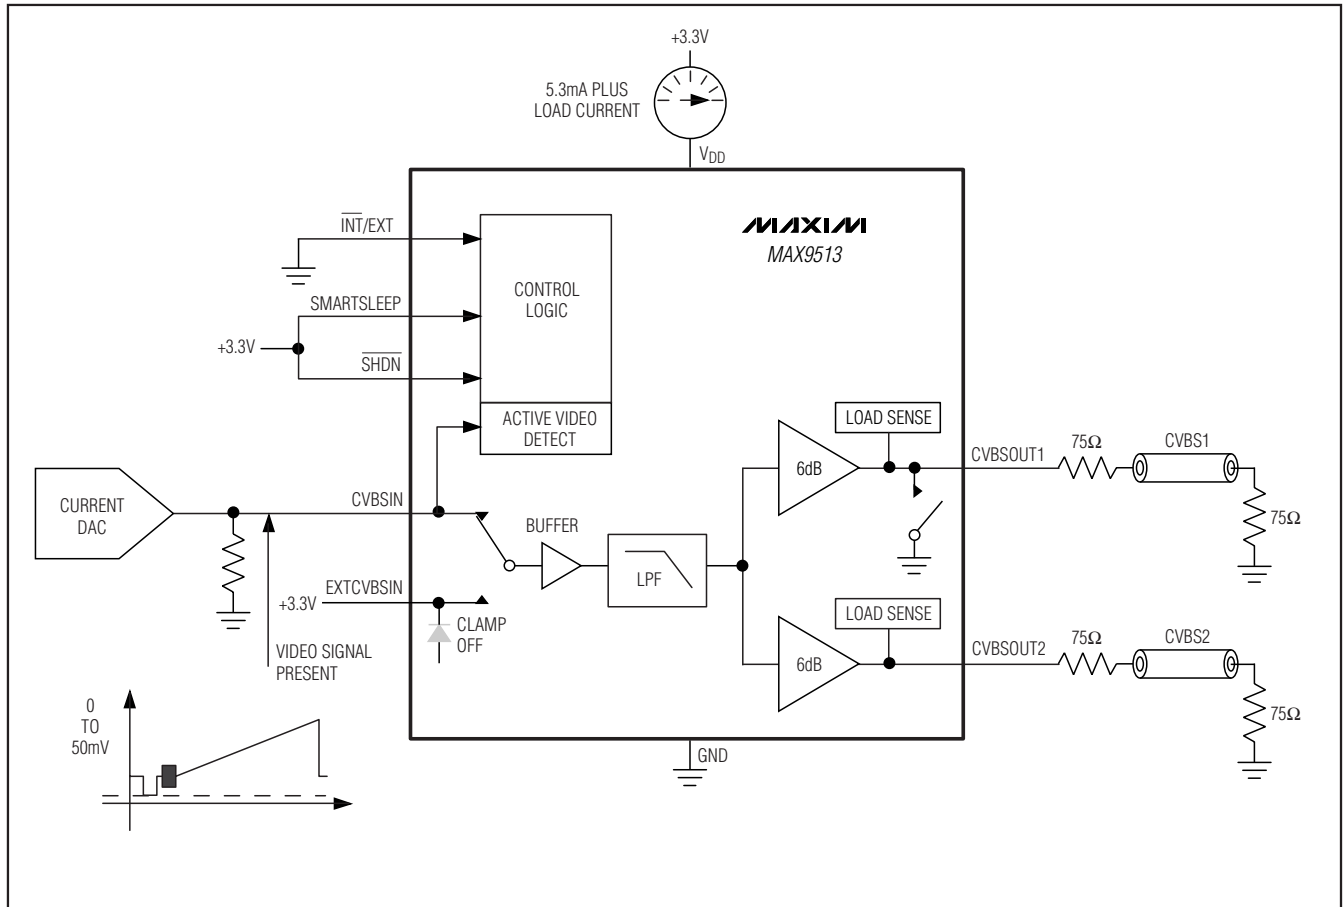 +3.3V
5.3mA PLUS
LOAD CURRENT
VDD
INT/EXT
MAXIM
MAX9513
CONTROL
LOGIC
SMARTSLEEP
+3.3V
SHDN
ACTIVE VIDEO
DETECT
LOAD SENSE
6dB
CVBSOUT1
75Ω
CVBS1
75Ω
CURRENT
DAC
CVBSIN
BUFFER
LPF
EXTCVBSIN
+3.3V
CLAMP
OFF
VIDEO SIGNAL
PRESENT
LOAD SENSE
6dB
CVBSOUT2
75Ω
CVBS2
75Ω
0
TO
50mV
GND